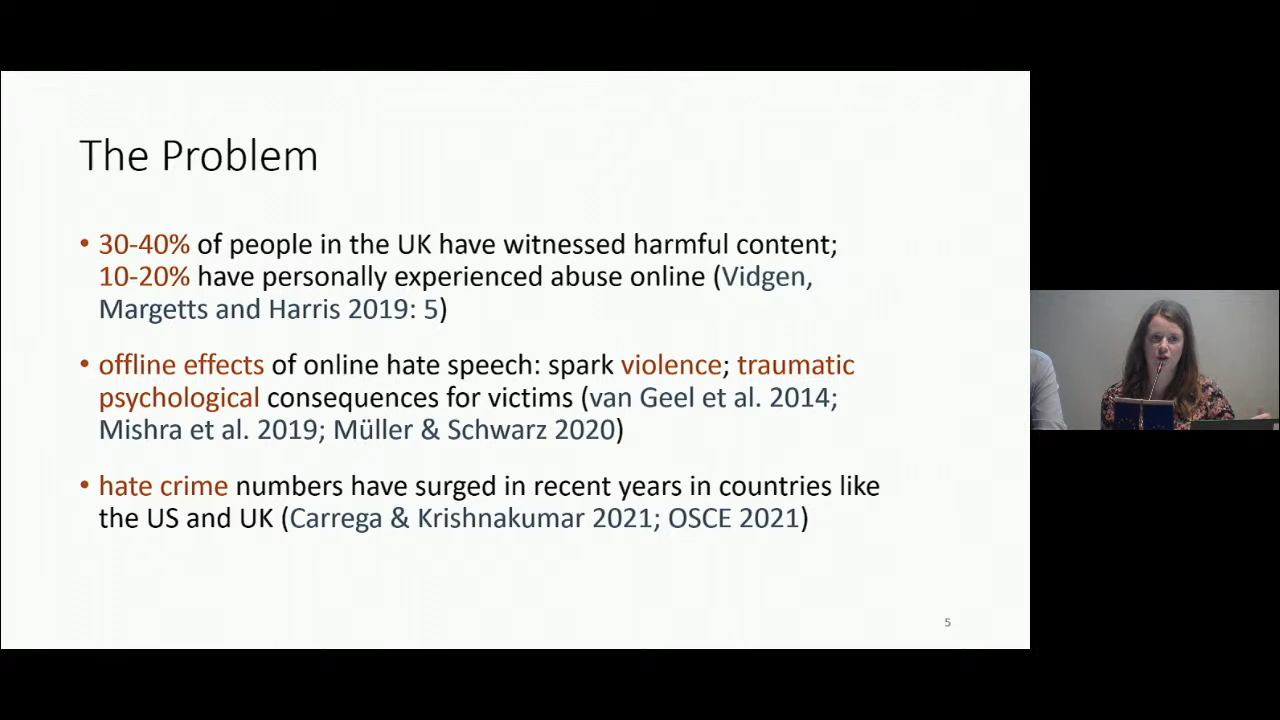 The Problem
• 30-40% of people in the UK have witnessed harmful content;
10-20% have personally experienced abuse online (Vidgen,
Margetts and Harris 2019: 5)
• offline effects of online hate speech: spark violence; traumatic
psychological consequences for victims (van Geel et al. 2014;
Mishra et al. 2019; Müller & Schwarz 2020)
• hate crime numbers have surged in recent years in countries like
the US and UK (Carrega & Krishnakumar 2021; OSCE 2021)
5